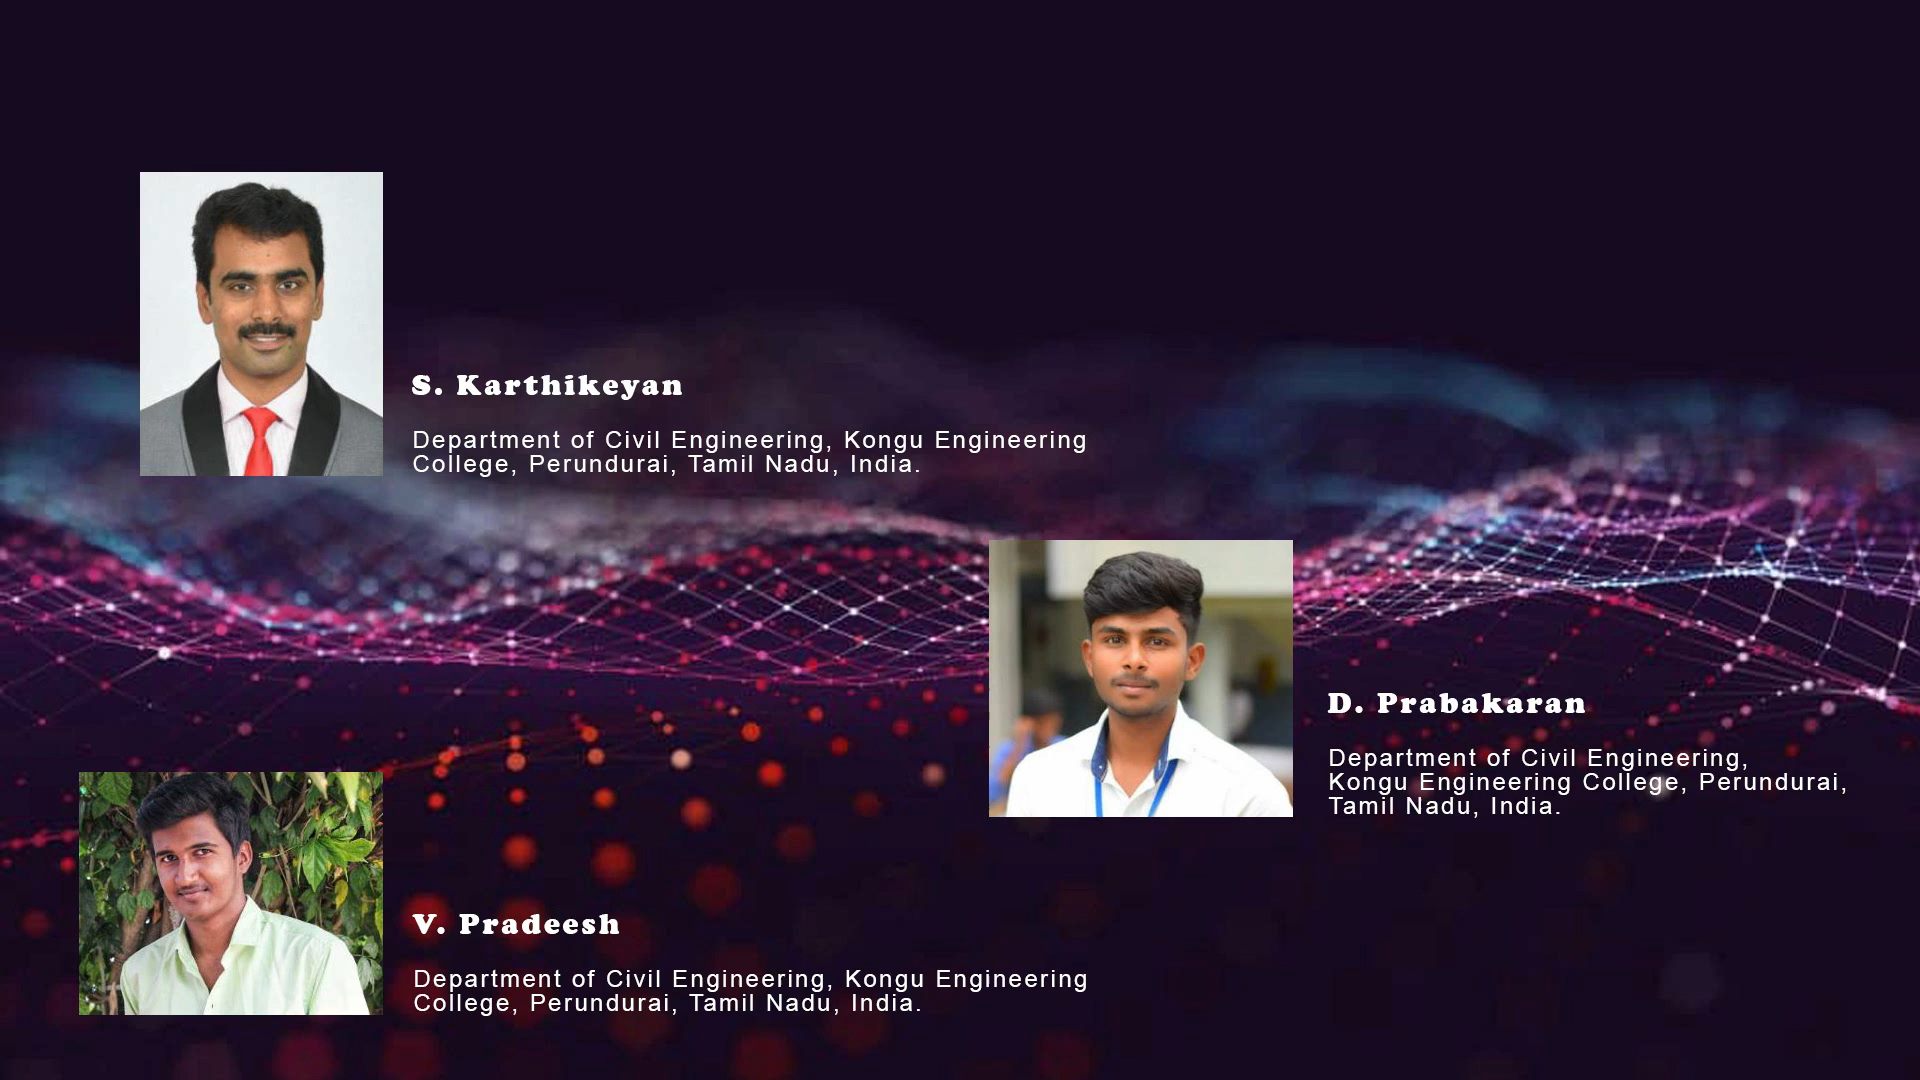 S. Karthikeyan
Department of Civil Engineering, Kongu Engineering
College, Perundurai, Tamil Nadu, India.
D. Prabakaran
Department of Civil Engineering,
Kongu Engineering College, Perundurai,
Tamil Nadu, India.
V. Pradeesh
Department of Civil Engineering, Kongu Engineering
College, Perundurai, Tamil Nadu, India.